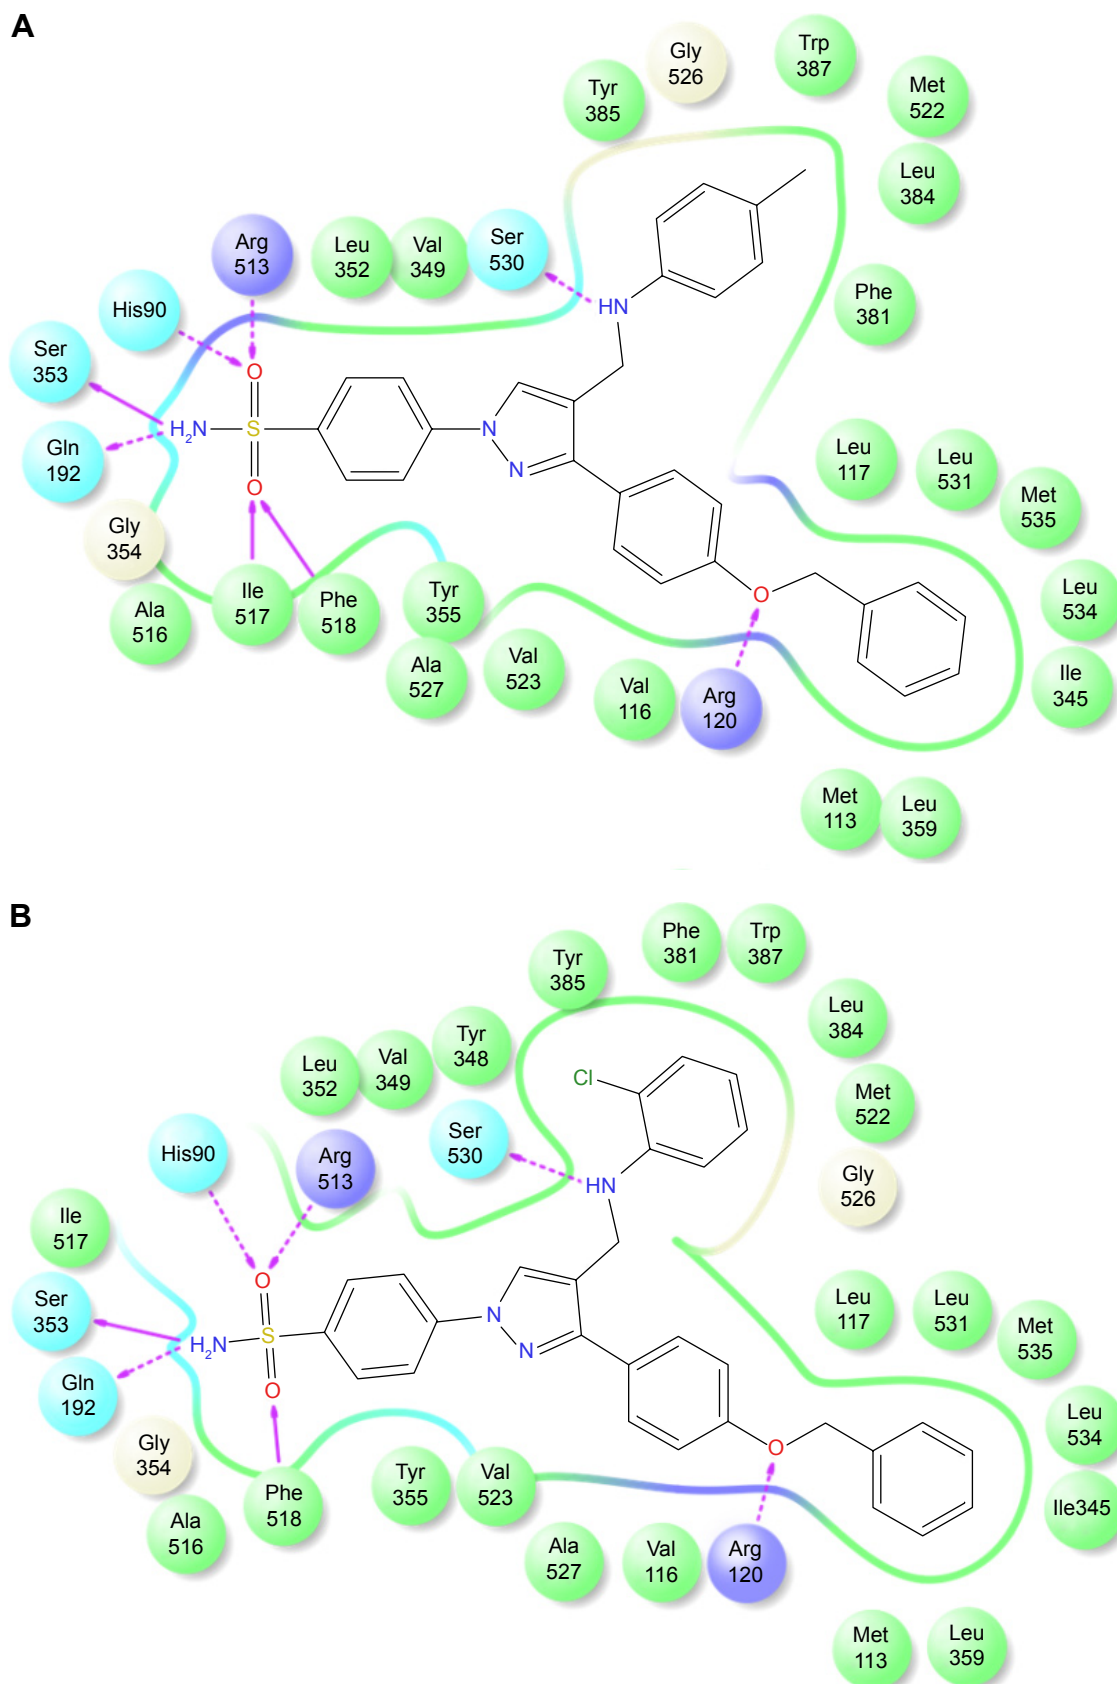 A
Gly
526
Trp
387
Tyr
385
Met
522
Leu
384
Arg
513
Leu
352
Val
349
Ser
530
His90
HN
Phe
381
Ser
353
O
H2N
S
N
N
O
Gln
192
Leu
117
Leu
531
Met
535
Gly
354
Ile
517
Phe
518
Tyr
355
O
Leu
534
Ala
516
Ala
527
Val
523
Val
116
Arg
120
Ile
345
Met
113
Leu
359
B
Phe
381
Trp
387
Tyr
385
Leu
384
Leu
352
Val
349
Tyr
348
Cl
Met
522
His90
Arg
513
Ser
530
HN
Gly
526
Ile
517
O
Ser
353
H2N
S
N
N
O
Leu
117
Leu
531
Met
535
Gln
192
Gly
354
Ala
516
Phe
518
Tyr
355
Val
523
O
Leu
534
Ile345
Ala
527
Val
116
Arg
120
Met
113
Leu
359